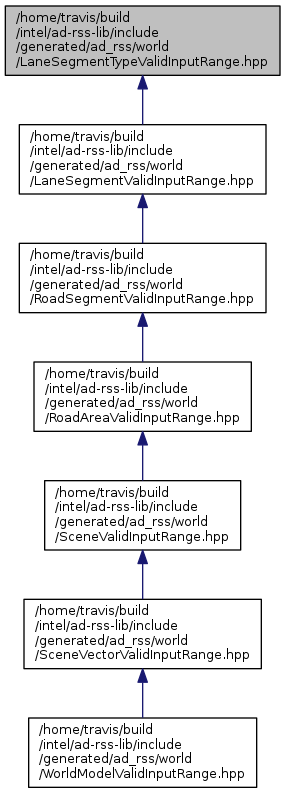 /home/travis/build
/intel/ad-rss-lib/include
/generated/ad_rss/world
/LaneSegmentTypeValidInputRange.hpp
/home/travis/build
/intel/ad-rss-lib/include
/generated/ad_rss/world
/LaneSegmentValidInputRange.hpp
/home/travis/build
/intel/ad-rss-lib/include
/generated/ad_rss/world
/RoadSegmentValidInputRange.hpp
/home/travis/build
/intel/ad-rss-lib/include
/generated/ad_rss/world
/RoadAreaValidInputRange.hpp
/home/travis/build
/intel/ad-rss-lib/include
/generated/ad_rss/world
/SceneValidInputRange.hpp
/home/travis/build
/intel/ad-rss-lib/include
/generated/ad_rss/world
/SceneVectorValidInputRange.hpp
/home/travis/build
/intel/ad-rss-lib/include
/generated/ad_rss/world
/WorldModelValidInputRange.hpp